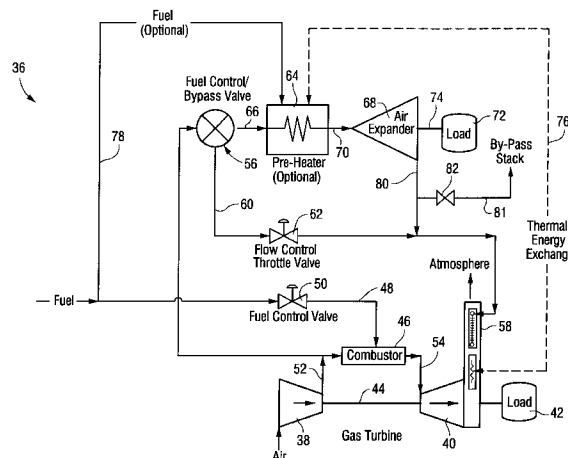 Fuel
(Optional)
36
Fuel Control/
Bypass Valve
64
68
74
72
66
Air
Expander
Load
76
56
70
By-Pass
Stack
78
Pre-Heater
(Optional)
80
82
60
62
81
Flow Control
Throttle Valve
Thermal
Energy
Exchange
Atmosphere
50
48
Fuel
Fuel Control Valve
46
58
Combustor
54
52
44
Load
38
Gas Turbine
40
42
Air